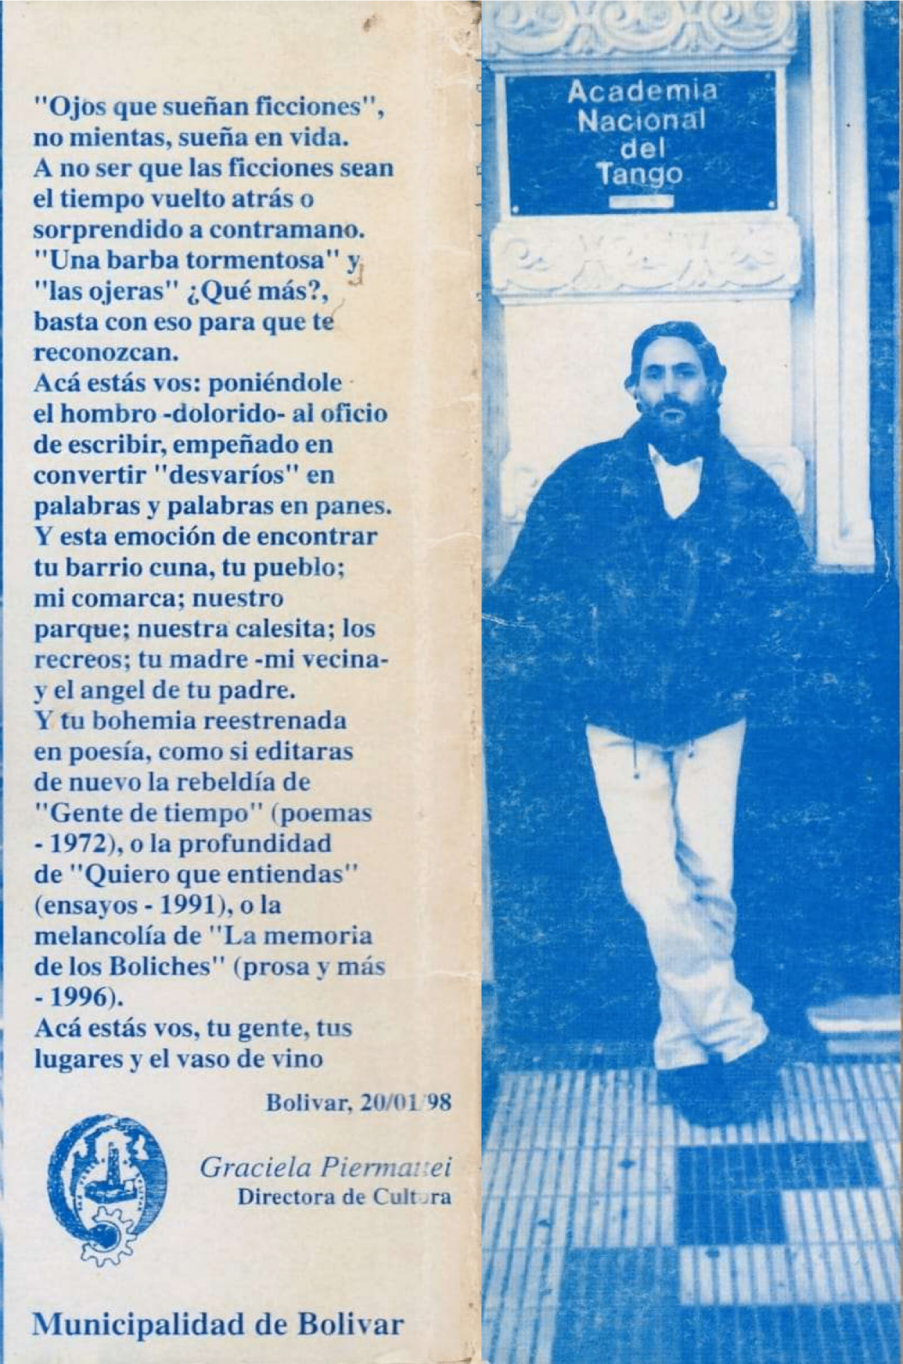 "Ojos que sueñan ficciones",
no mientas, sueña en vida.
A no ser que las ficciones sean
el tiempo vuelto atrás o
sorprendido a contramano.
"Una barba tormentosa" y
"las ojeras" ¿Qué más?,
basta con eso para que te
reconozcan.
Acá estás vos: poniéndole
el hombro -dolorido- al oficio
de escribir, empeñado en
convertir "desvaríos" en
palabras y palabras en panes.
Y esta emoción de encontrar
tu barrio cuna, tu pueblo;
mi comarca; nuestro
parque; nuestra calesita; los
recreos; tu madre -mi vecina-
y el angel de tu padre.
Y tu bohemia reestrenada
en poesía, como si editaras
de nuevo la rebeldía de
"Gente de tiempo" (poemas
- 1972), o la profundidad
de "Quiero que entiendas"
(ensayos - 1991), o la
melancolía de "La memoria
de los Boliches" (prosa y más
- 1996).
Acá estás vos, tu gente, tus
lugares y el vaso de vino
Bolivar, 20/01/98
Graciela Piermattei
Directora de Cultura
Municipalidad de Bolivar
Academia
Nacional
del
Tango